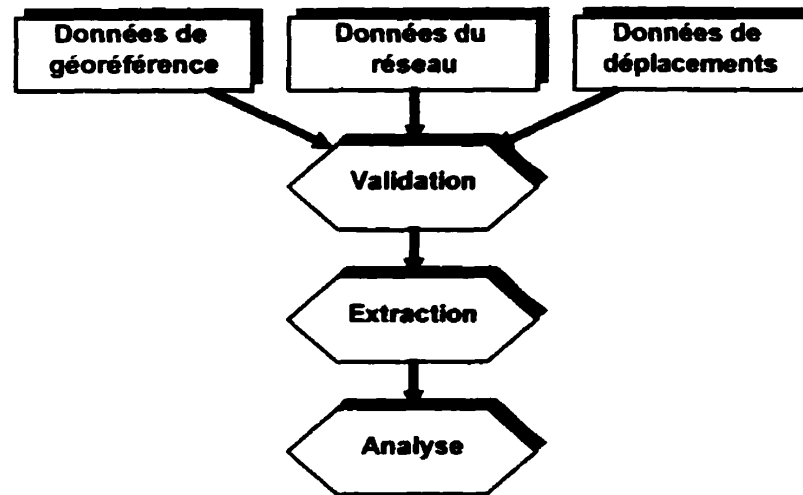 Données de
géoréférence
Données du
réseau
Données de
déplacements
Validation
Extraction
Analyse